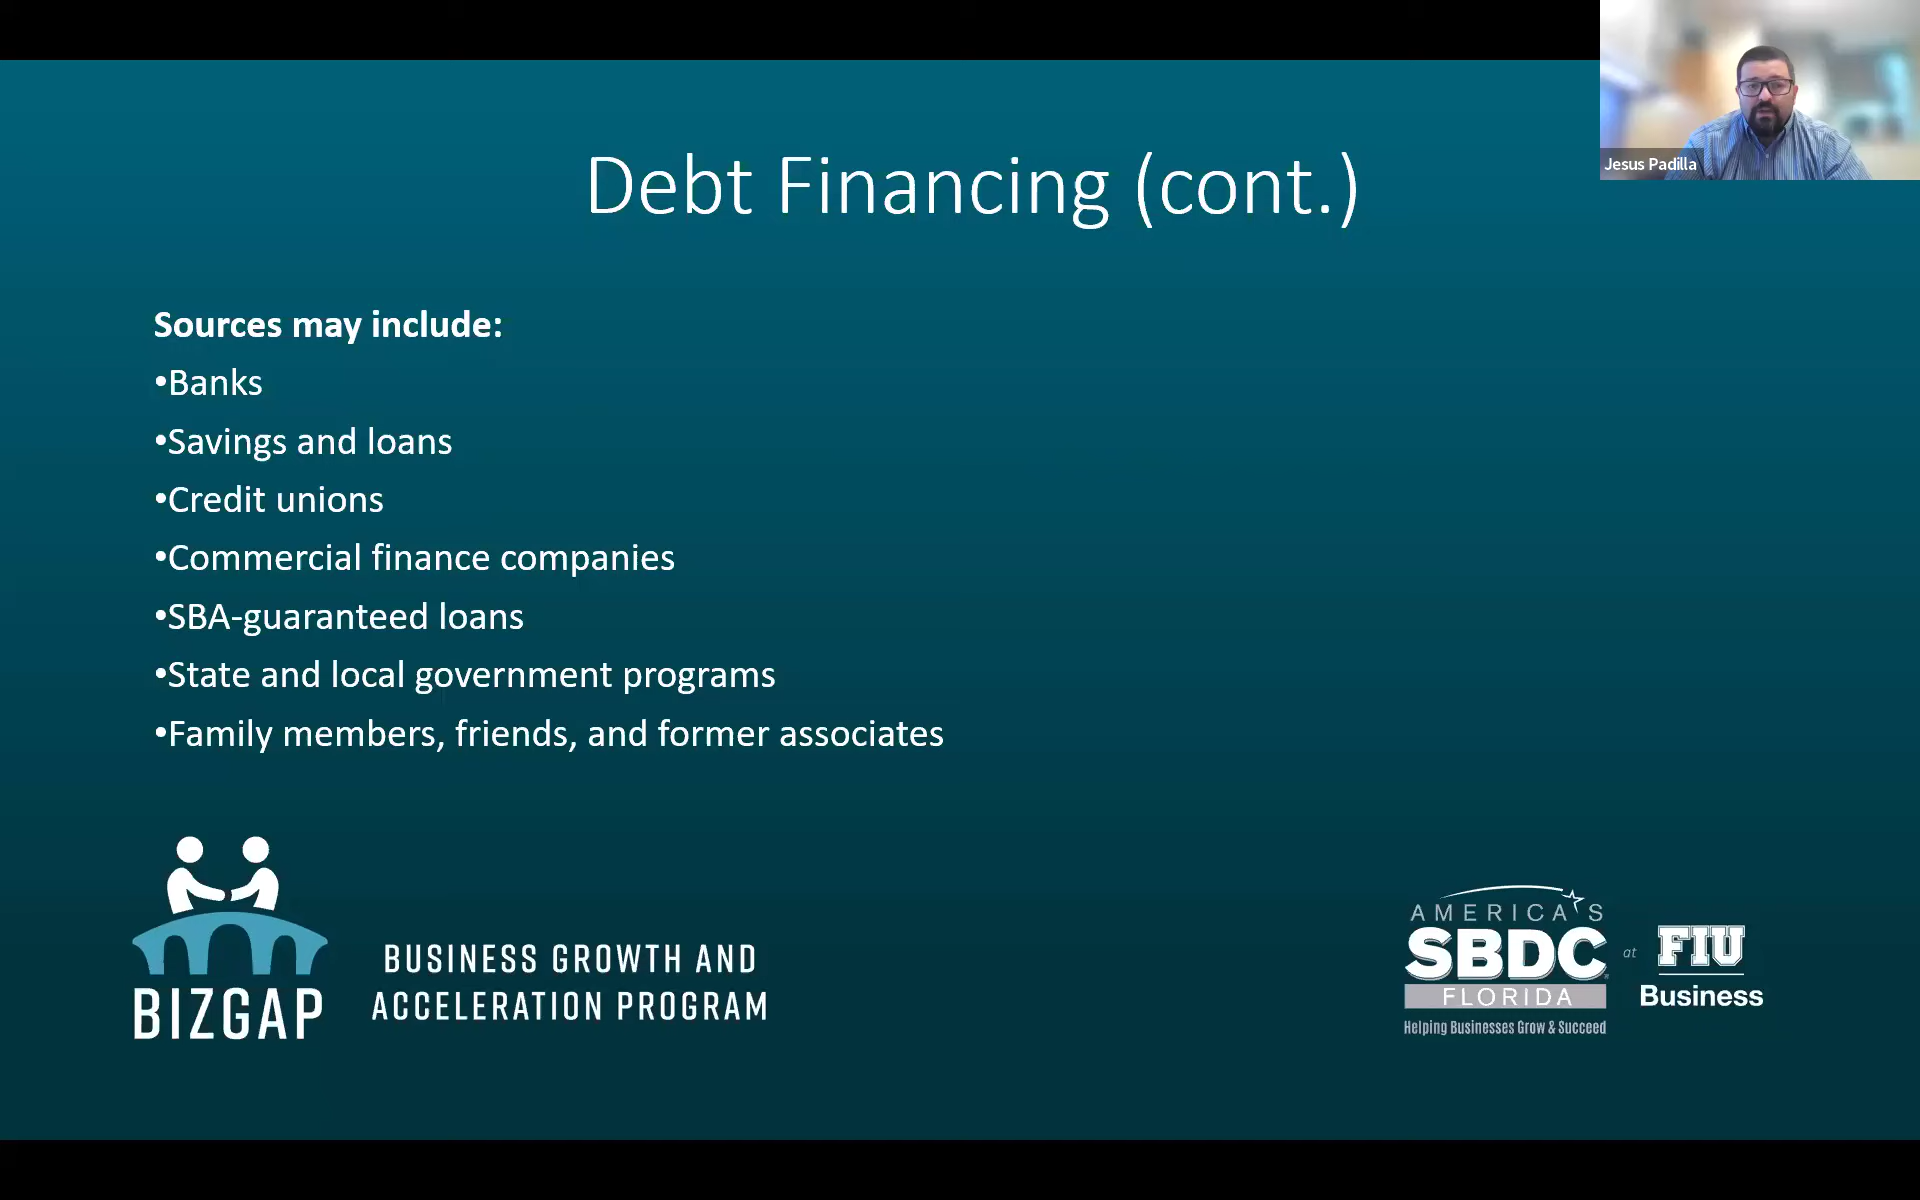 Jesus Padilla
Debt Financing (cont.)
Sources may include:
•Banks
•Savings and loans
•Credit unions
•Commercial finance companies
•SBA-guaranteed loans
•State and local government programs
•Family members, friends, and former associates
BIZGAP
BUSINESS GROWTH AND
ACCELERATION PROGRAM
AMERICA'S
SBDC
FLORIDA
Helping Businesses Grow & Succeed
at
FIU
Business